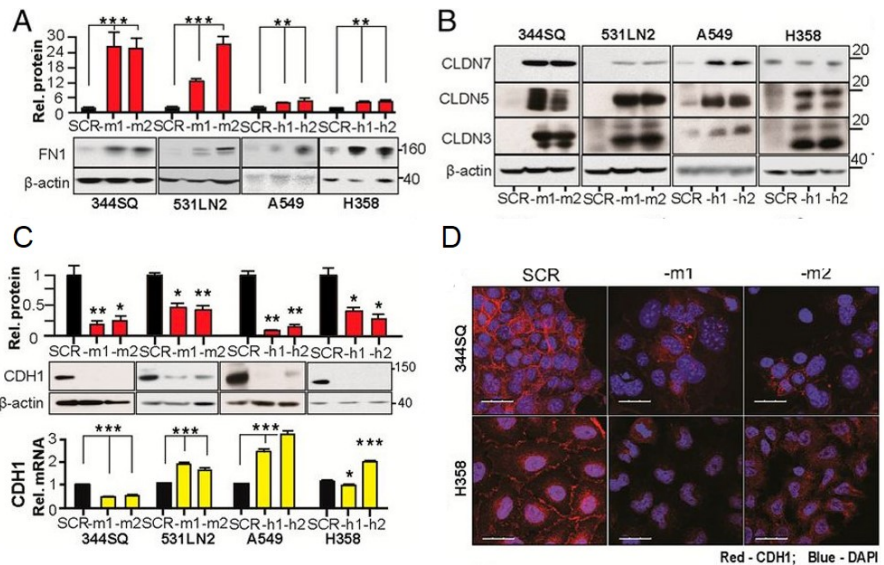 A
***
***
**
**
Rel. protein
30
24
18
12
6
0
SCR-m1-m2 SCR-m1-m2 SCR-h1-h2 SCR-h1-h2
FN1
160
β-actin
40
344SQ 531LN2 A549 H358
B
344SQ 531LN2 A549 H358
CLDN7
20
CLDN5
20
CLDN3
20
β-actin
40
SCR-m1-m2 SCR-m1-m2 SCR -h1 -h2 SCR -h1 -h2
C
Rel. protein
1
0.5
0
** * * ** ** ** * *
SCR-m1-m2 SCR-m1-m2 SCR-h1-h2 SCR-h1-h2
CDH1
150
β-actin
40
CDH1
Rel. mRNA
3
2
1
0
*** *** *** * ***
SCR-m1-m2 SCR-m1-m2 SCR-h1-h2 SCR-h1-h2
344SQ 531LN2 A549 H358
D
SCR -m1 -m2
344SQ
H358
Red - CDH1; Blue - DAPI